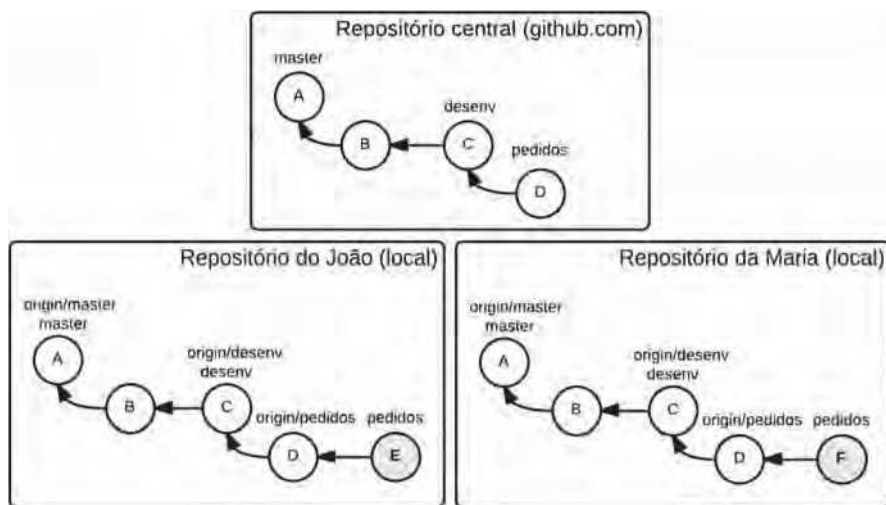 Repositório central (github.com)
master
A
desenv
B
C
pedidos
D
Repositório do João (local)
origin/master
master
A
origin/desenv
desenv
B
C
origin/pedidos
pedidos
D
E
Repositório da Maria (local)
origin/master
master
A
origin/desenv
desenv
B
C
origin/pedidos
pedidos
D
F